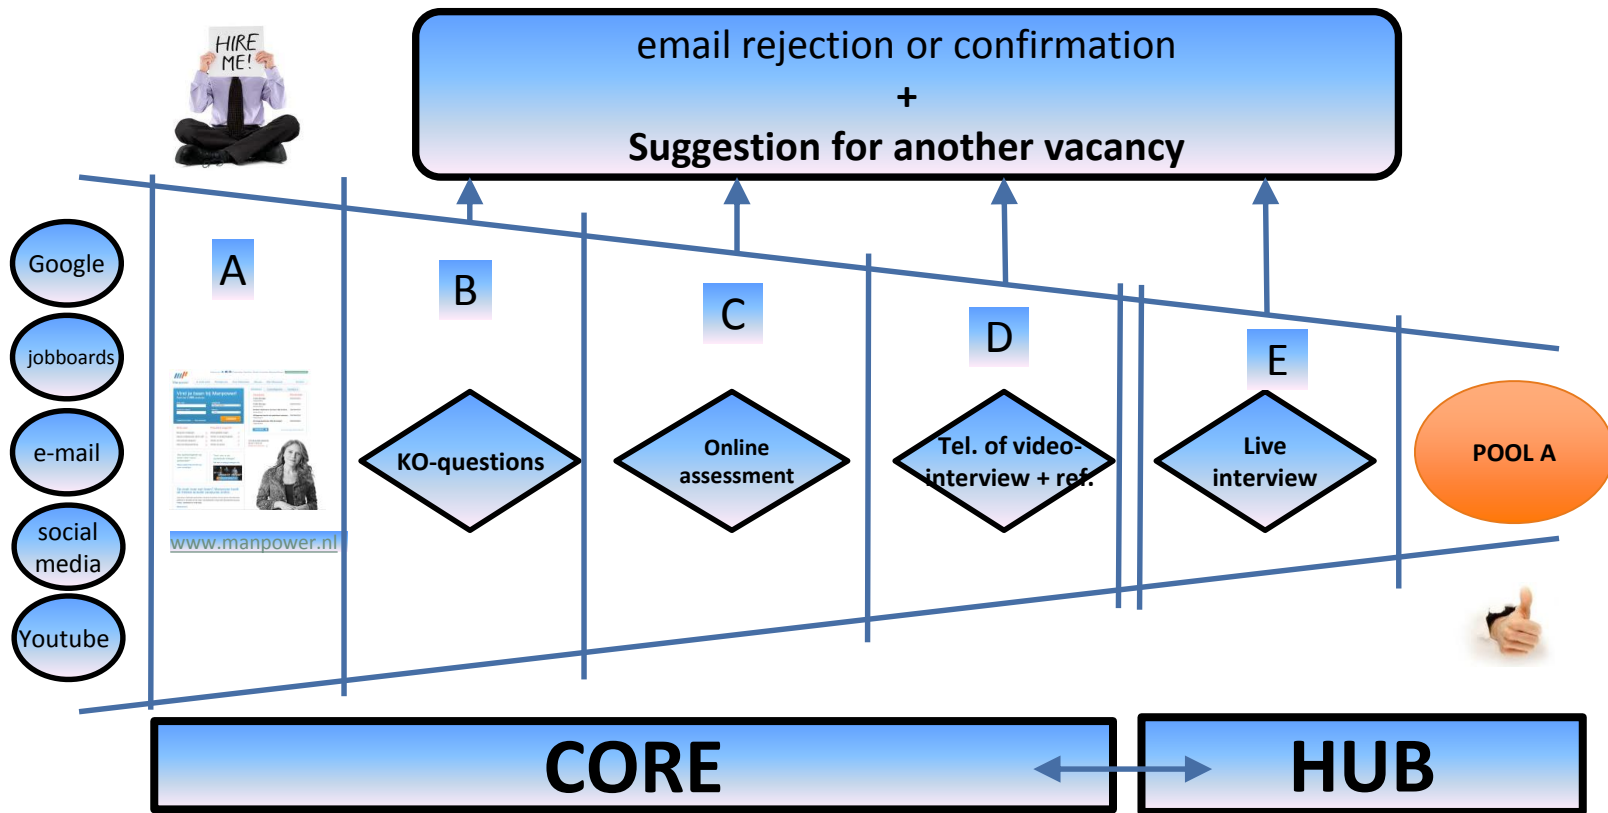 HIRE
ME!
email rejection or confirmation
+
Suggestion for another vacancy
Google
jobboards
e-mail
social
media
Youtube
A
www.manpower.nl
B
KO-questions
C
Online
assessment
D
Tel. of video-
interview + ref.
E
Live
interview
POOL A
CORE
HUB